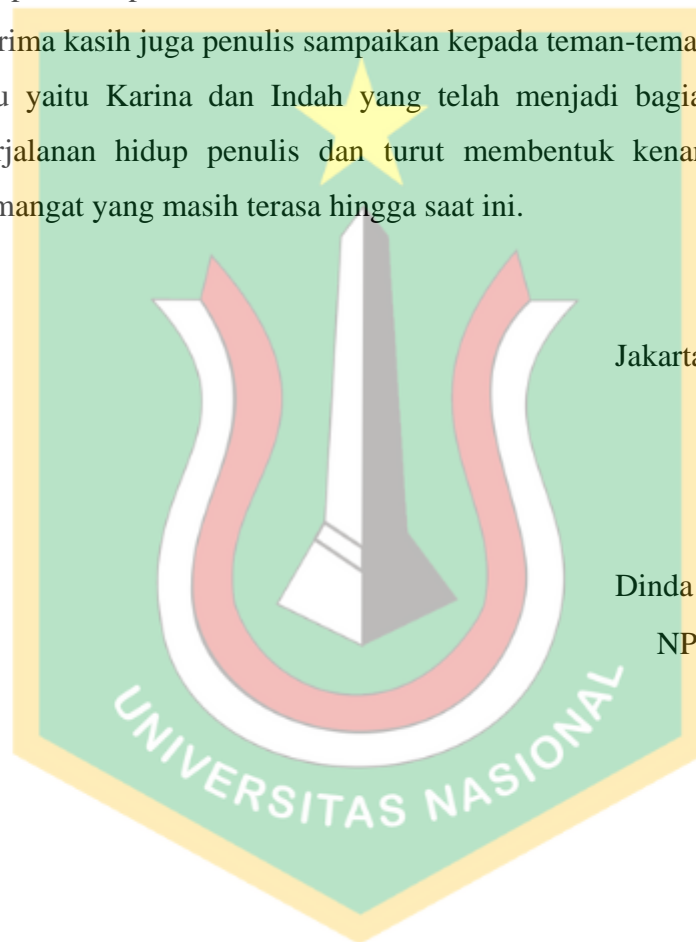 rima kasih juga penulis sampaikan kepada teman-tema
u yaitu Karina dan Indah yang telah menjadi bagia
rjalanan hidup penulis dan turut membentuk kenar
mangat yang masih terasa hingga saat ini.
Jakarta
Dinda
NP
UNIVERSITAS NASIONAL